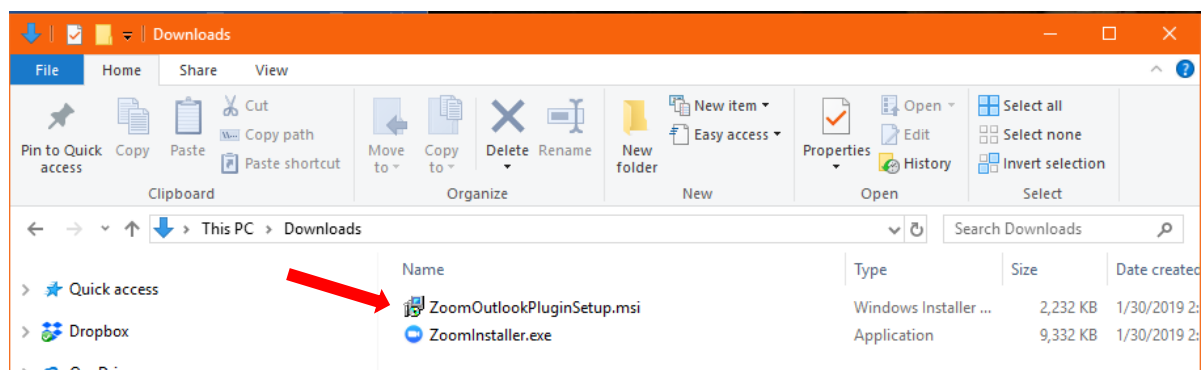 Downloads
File Home Share View
Pin to Quick access
Copy
Paste
Cut
Copy path
Paste shortcut
Move to
Copy to
Delete
Rename
New folder
New item
Easy access
Properties
Open
Edit
History
Select all
Select none
Invert selection
Clipboard Organize New Open Select
This PC > Downloads
Search Downloads
Name Type Size Date created
Quick access
Dropbox
ZoomOutlookPluginSetup.msi Windows Installer ... 2,232 KB 1/30/2019 2:
ZoomInstaller.exe Application 9,332 KB 1/30/2019 2: